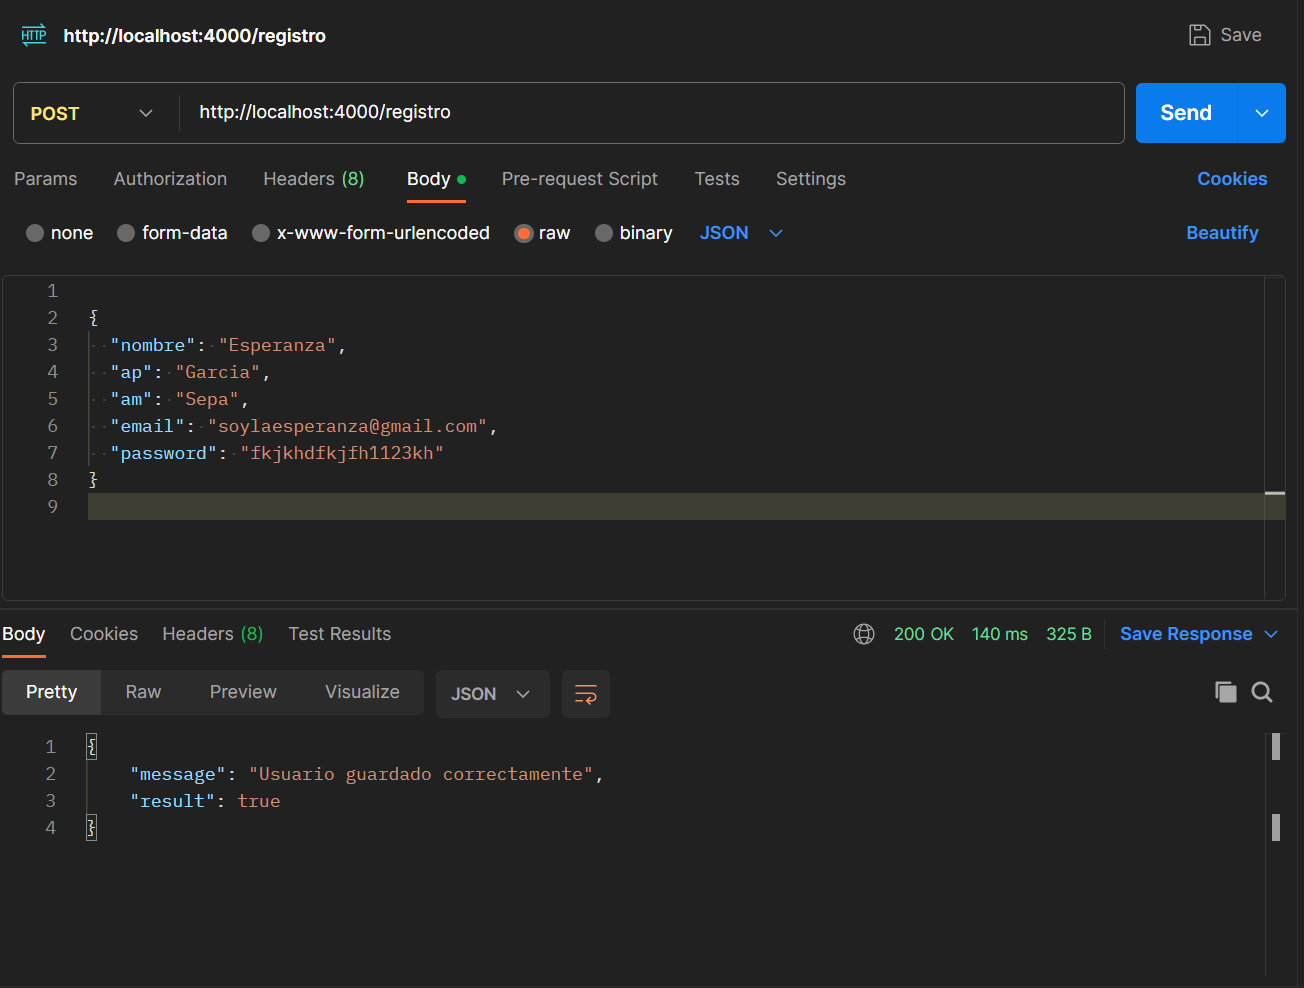 HTTP http://localhost:4000/registro Save
POST http://localhost:4000/registro Send
Params Authorization Headers (8) Body Pre-request Script Tests Settings Cookies
none form-data x-www-form-urlencoded raw binary JSON Beautify
1
2 {
3 "nombre": "Esperanza",
4 "ap": "Garcia",
5 "am": "Sepa",
6 "email": "soylaesperanza@gmail.com",
7 "password": "fkjkhdfkjfh1123kh"
8 }
9
Body Cookies Headers (8) Test Results 200 OK 140 ms 325 B Save Response
Pretty Raw Preview Visualize JSON
1 {
2 "message": "Usuario guardado correctamente",
3 "result": true
4 }